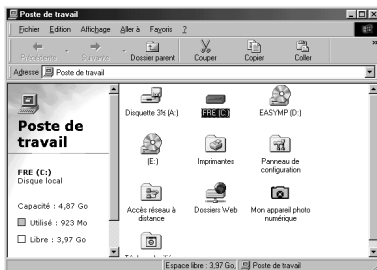 Poste de travail
Fichier Edition Affichage Aller à Favoris ?
Précédente Suivante Dossier parent Couper Copier Coller »
Adresse Poste de travail
Poste de
travail
FRE (C:)
Disque local
Capacité : 4,87 Go
Utilisé : 923 Mo
Libre : 3,97 Go
Disquette 3½ (A:) FRE (C:) EASYMP (D:)
(E:) Imprimantes Panneau de
configuration
Accès réseau à
distance Dossiers Web Mon appareil photo
numérique
Espace libre : 3,97 Go, Poste de travail